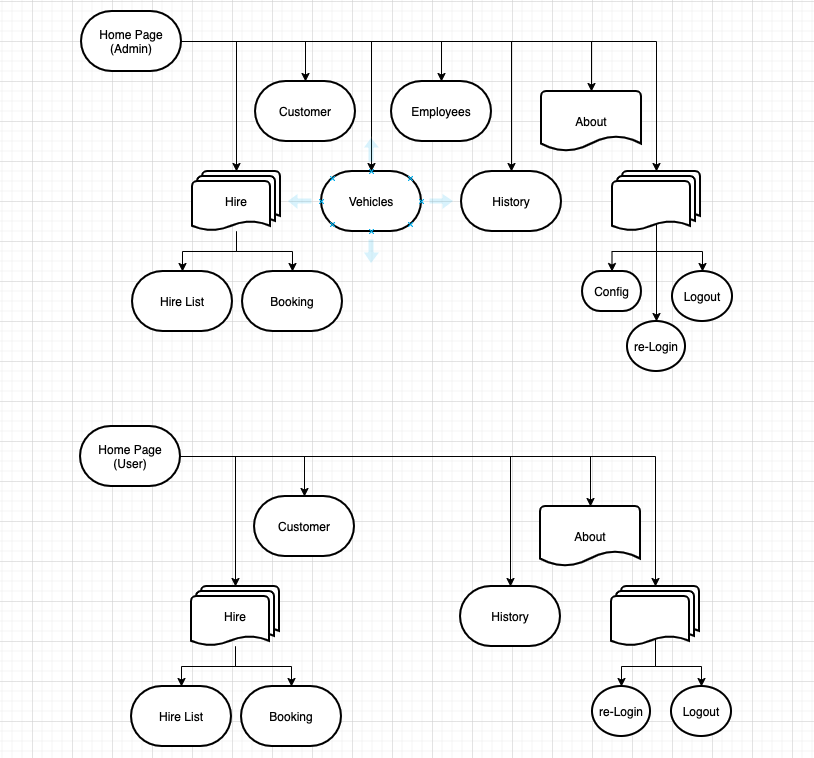 Home Page
(Admin)
Customer
Employees
About
Hire
Vehicles
History
Hire List
Booking
Config
Logout
re-Login
Home Page
(User)
Customer
About
Hire
History
Hire List
Booking
re-Login
Logout